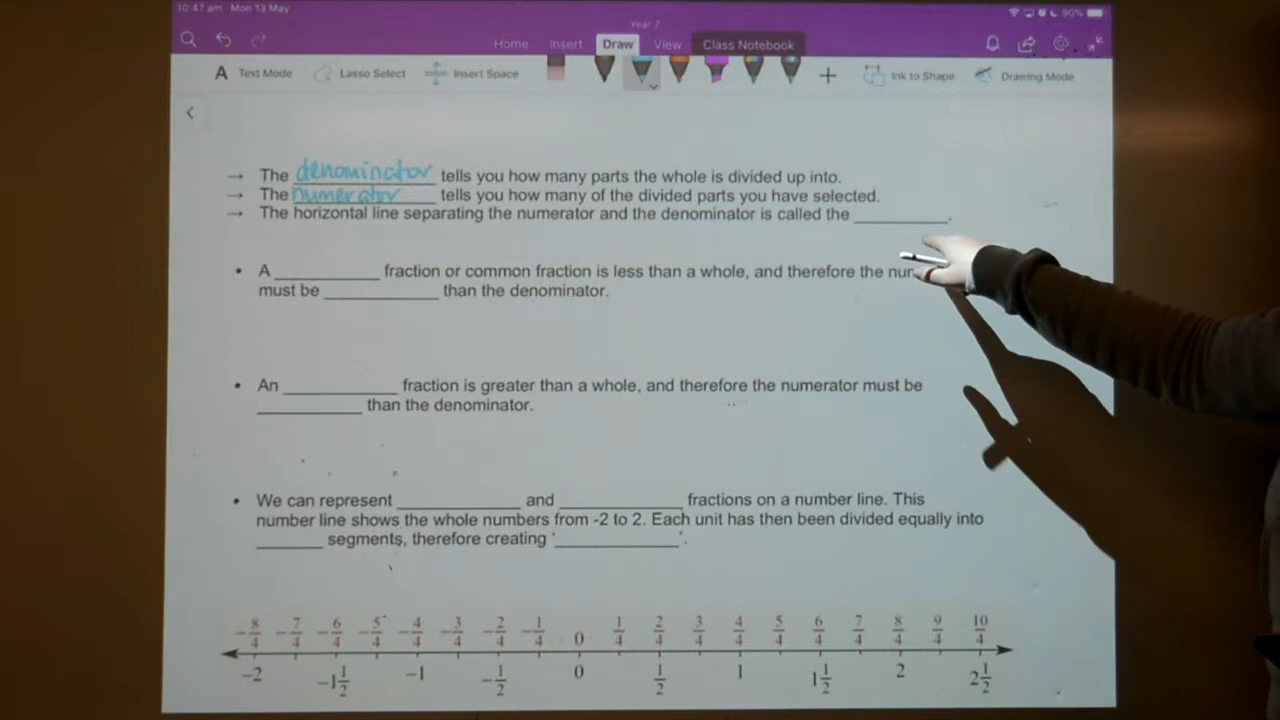 10:47 am Mon 13 May
90%
Year 7
Home Insert Draw View Class Notebook
A Text Mode Lasso Select Insert Space Ink to Shape Drawing Mode
→ The denominator tells you how many parts the whole is divided up into.
→ The numerator tells you how many of the divided parts you have selected.
→ The horizontal line separating the numerator and the denominator is called the __________.
• A ___________ fraction or common fraction is less than a whole, and therefore the
must be ____________ than the denominator.
• An ____________ fraction is greater than a whole, and therefore the numerator must be
___________ than the denominator.
• We can represent _____________ and _____________ fractions on a number line. This
number line shows the whole numbers from -2 to 2. Each unit has then been divided equally into
_______ segments, therefore creating '_____________'.
-8/4 -7/4 -6/4 -5/4 -4/4 -3/4 -2/4 -1/4 0 1/4 2/4 3/4 4/4 5/4 6/4 7/4 8/4 9/4 10/4
-2 -1 1/2 -1 -1/2 0 1/2 1 1 1/2 2 2 1/2